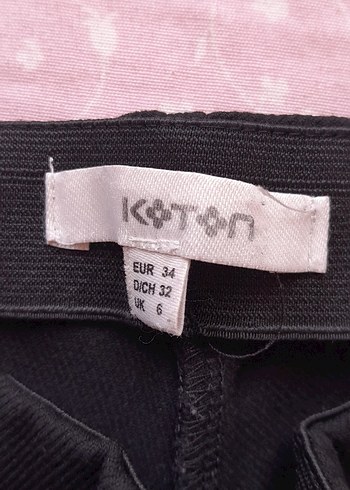 KOTON
EUR 34
D/CH 32
UK 6